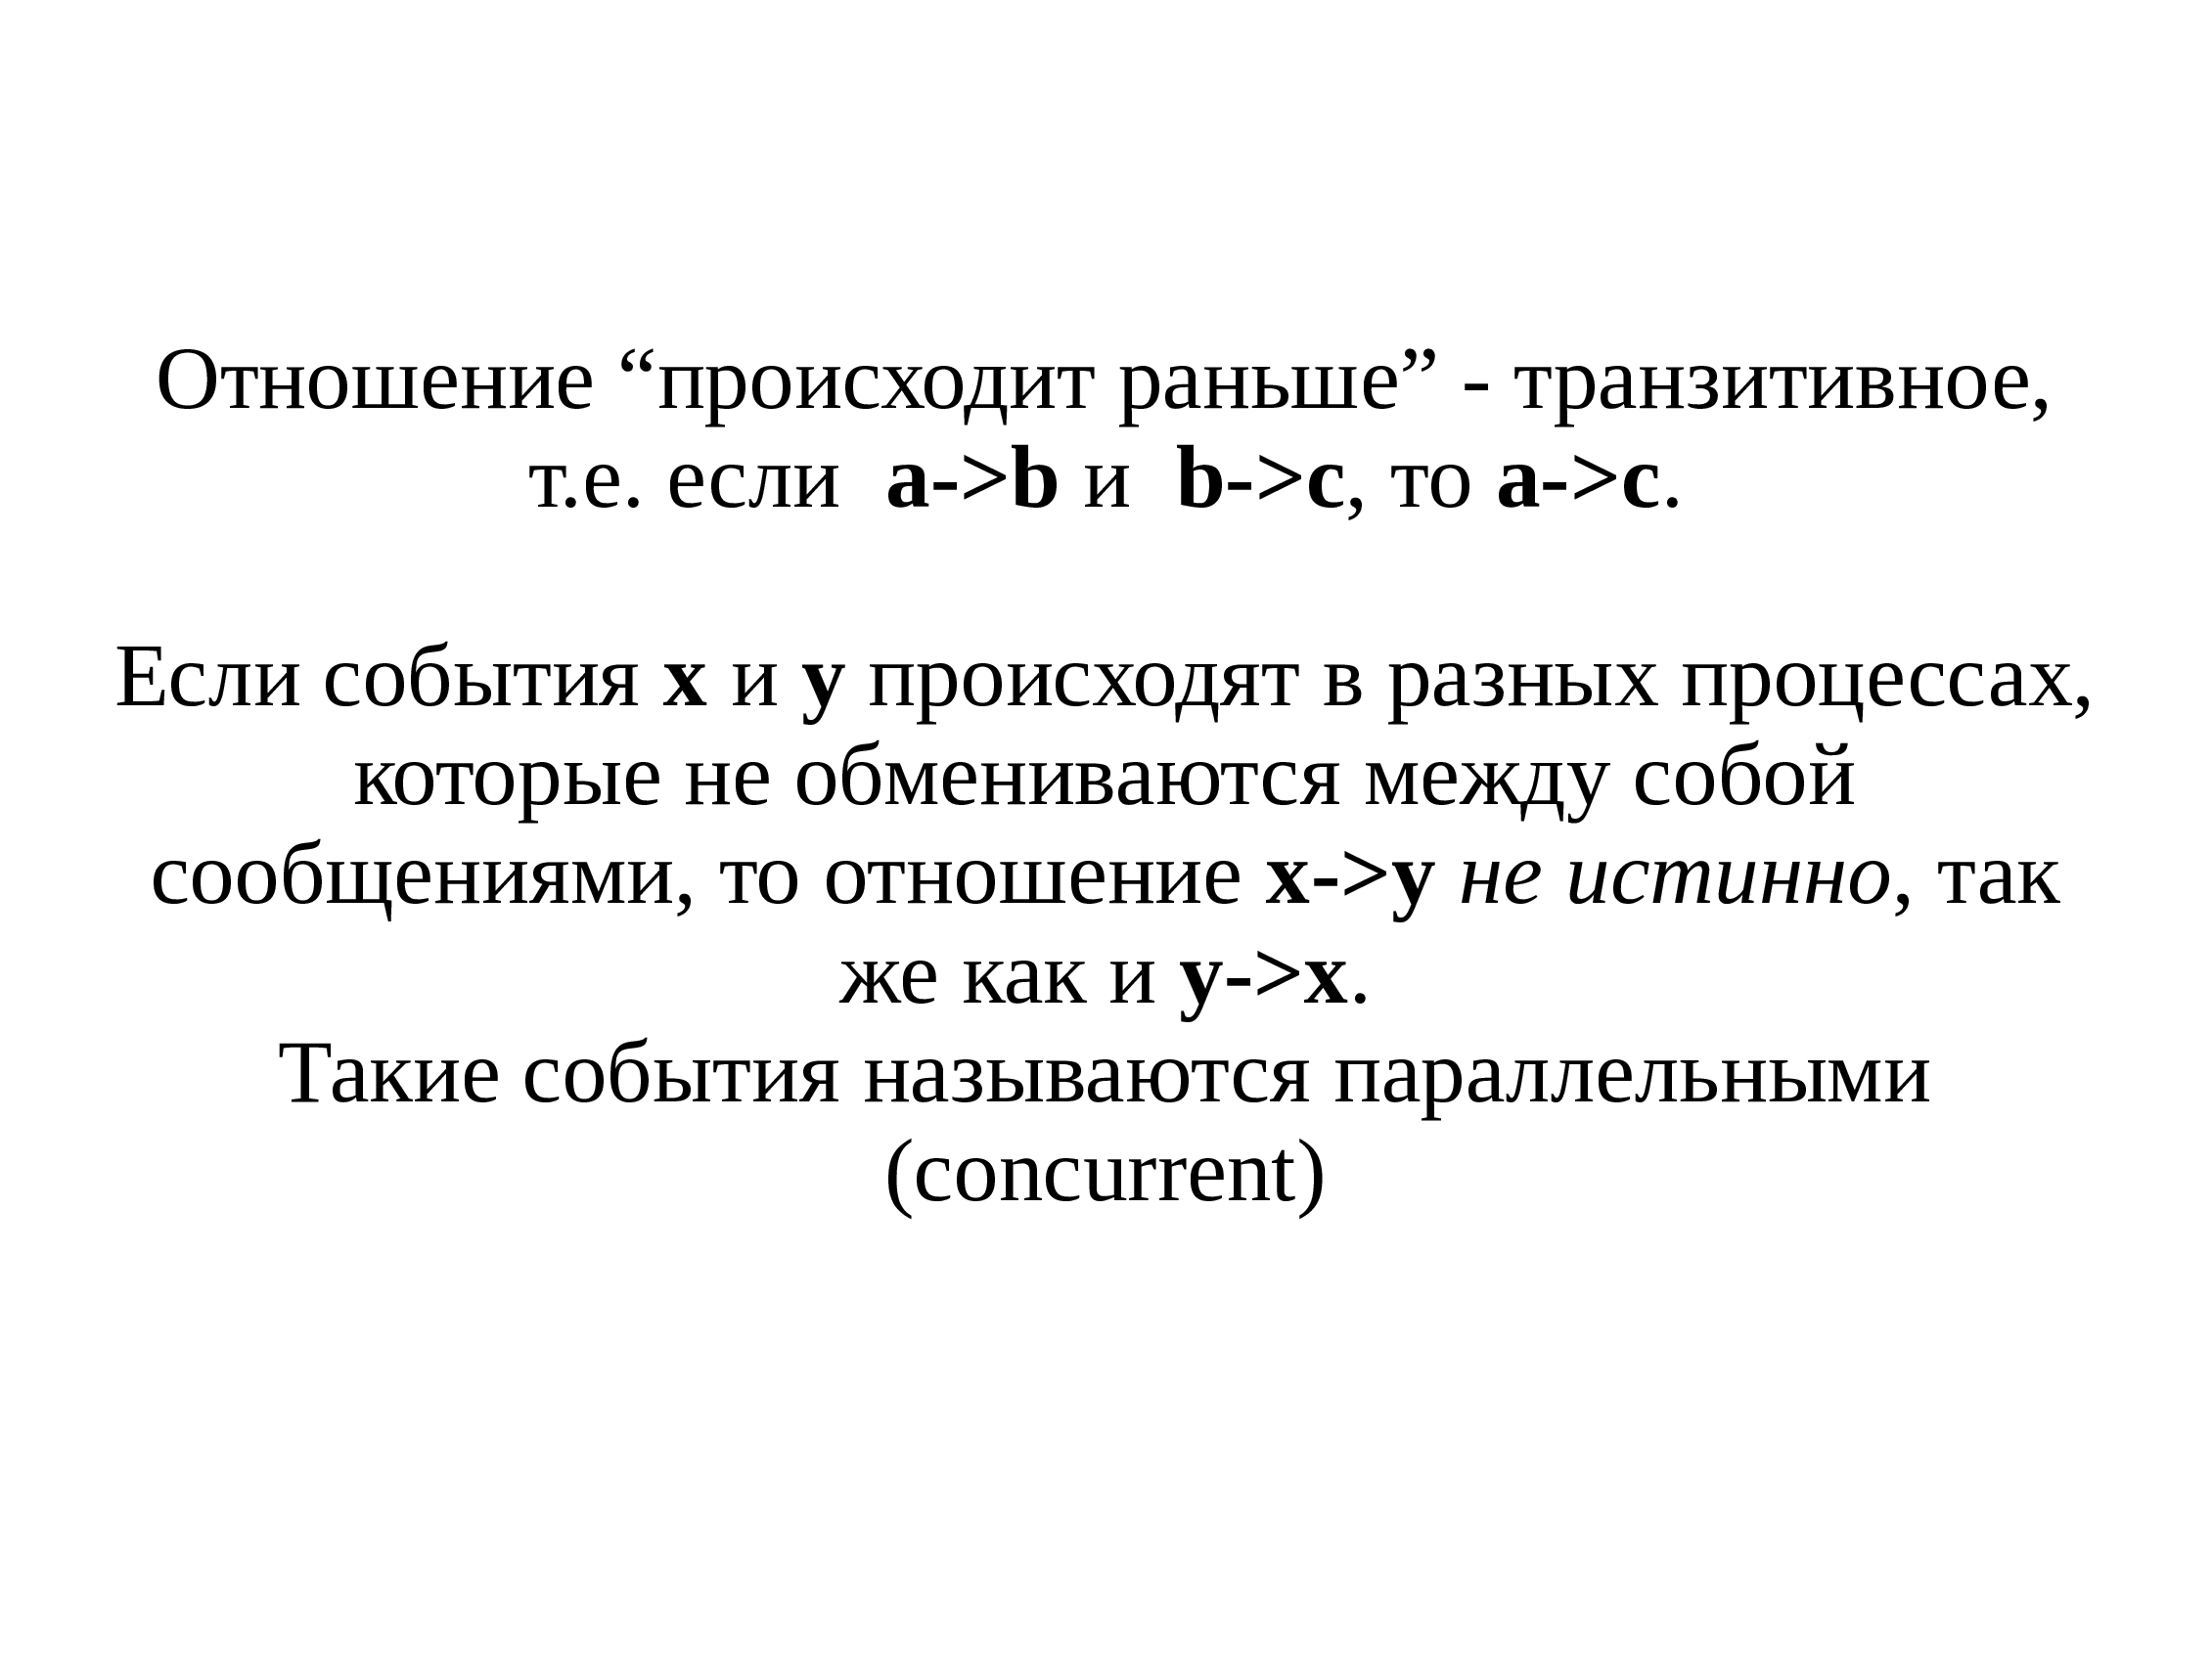 Отношение “происходит раньше” - транзитивное,
т.е. если  a->b и  b->c, то a->c.
Если события x и y происходят в разных процессах,
которые не обмениваются между собой
сообщениями, то отношение x->y не истинно, так
же как и y->x.
Такие события называются параллельными
(concurrent)